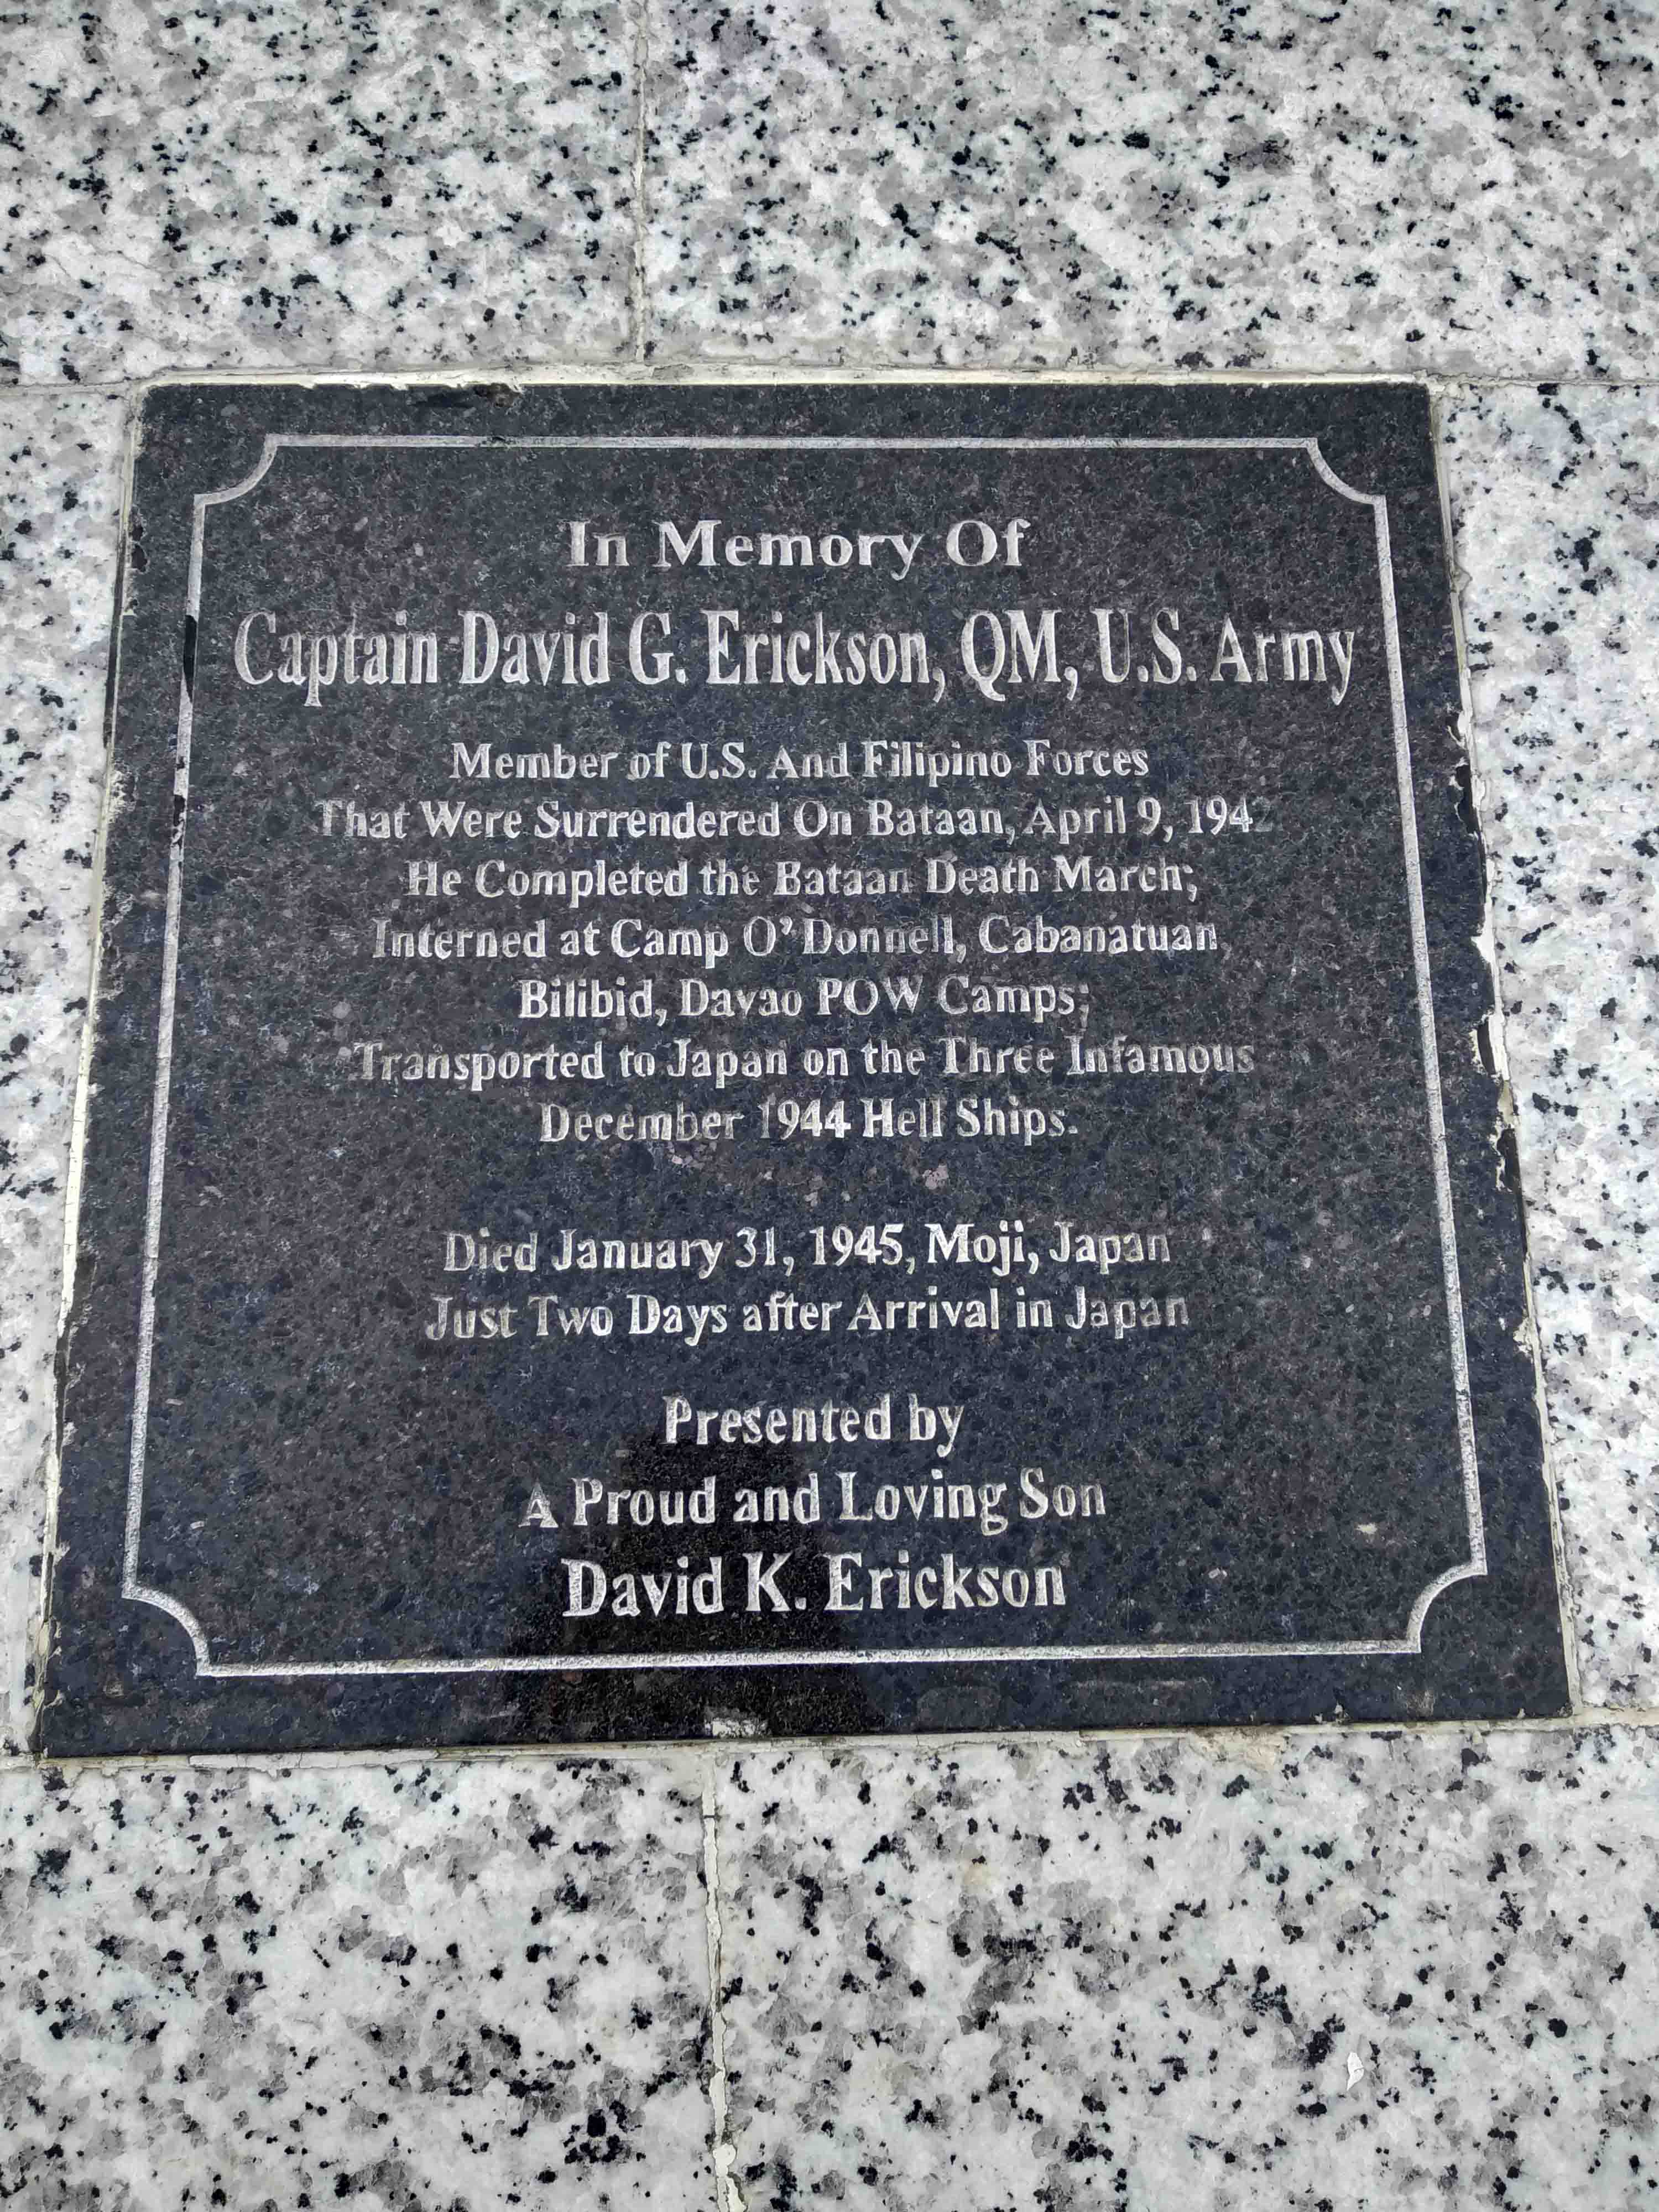 In Memory Of
Captain David G. Erickson, QM, U.S. Army
Member of U.S. And Filipino Forces
That Were Surrendered On Bataan, April 9, 1942
He Completed the Bataan Death March;
Interned at Camp O'Donnell, Cabanatuan,
Bilibid, Davao POW Camps;
Transported to Japan on the Three Infamous
December 1944 Hell Ships.
Died January 31, 1945, Moji, Japan
Just Two Days after Arrival in Japan
Presented by
A Proud and Loving Son
David K. Erickson